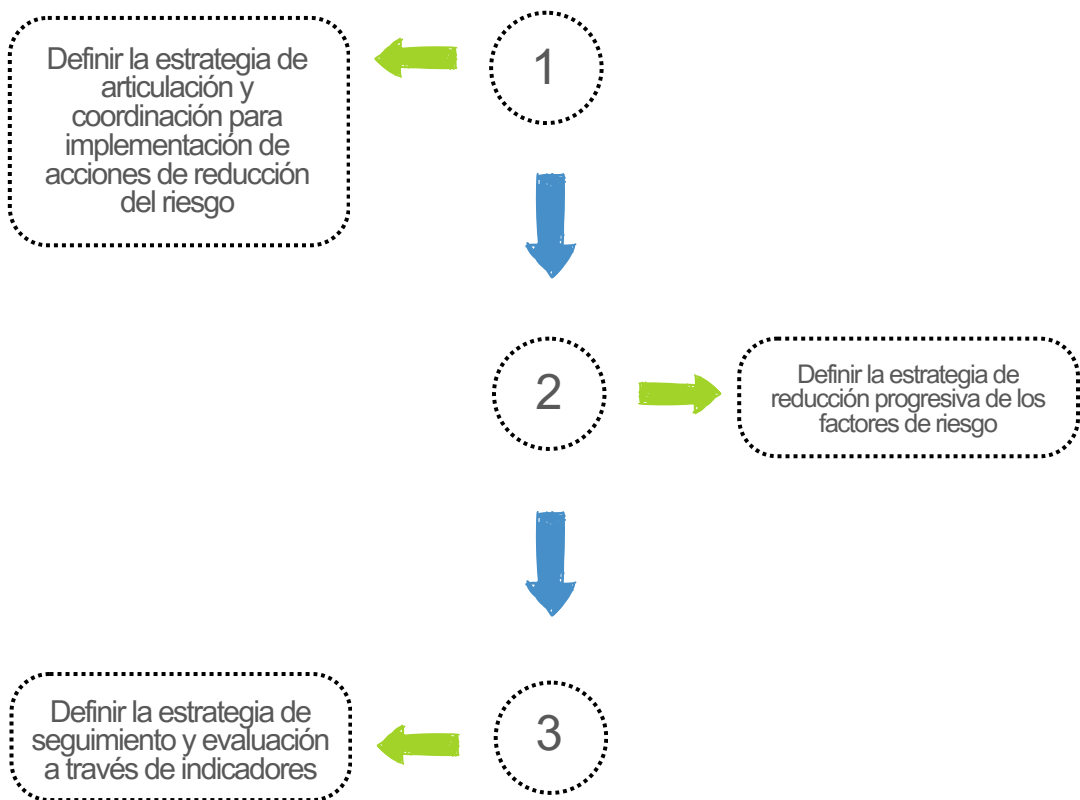 1
Definir la estrategia de
articulación y
coordinación para
implementación de
acciones de reducción
del riesgo
2
Definir la estrategia de
reducción progresiva de los
factores de riesgo
3
Definir la estrategia de
seguimiento y evaluación
a través de indicadores